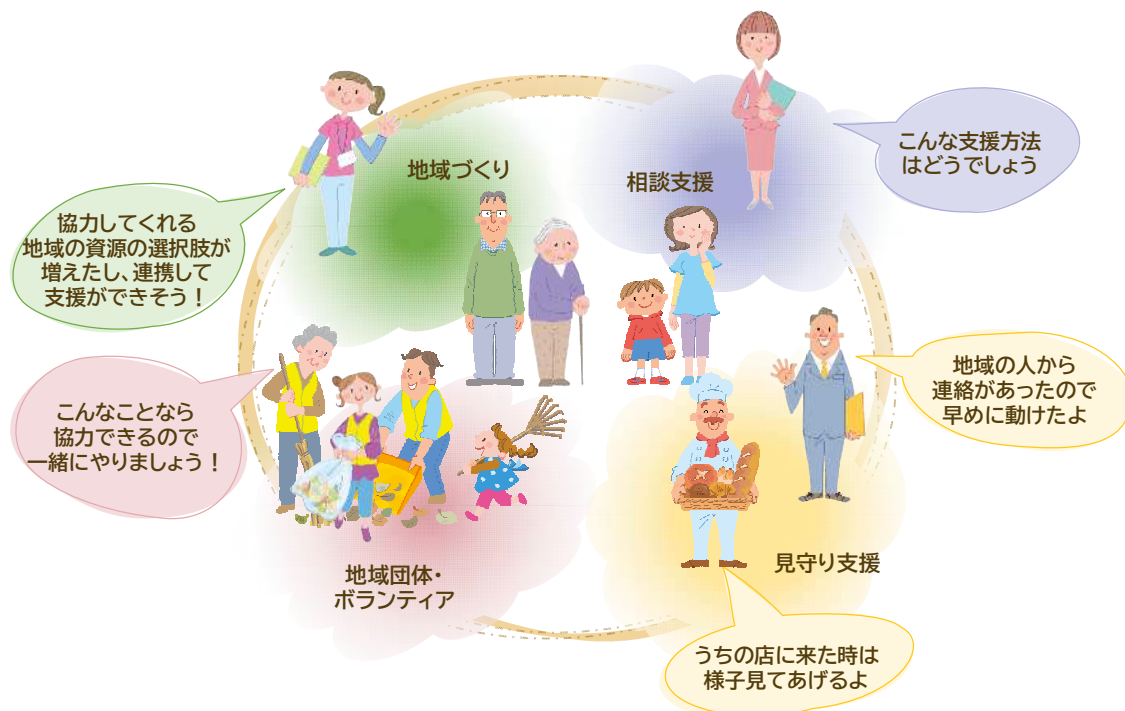 地域づくり
相談支援
こんな支援方法
はどうでしょう
協力してくれる
地域の資源の選択肢が
増えたし、連携して
支援ができそう！
地域の人から
連絡があったので
早めに動けたよ
こんなことなら
協力できるので
一緒にやりましょう！
見守り支援
地域団体・
ボランティア
うちの店に来た時は
様子見てあげるよ